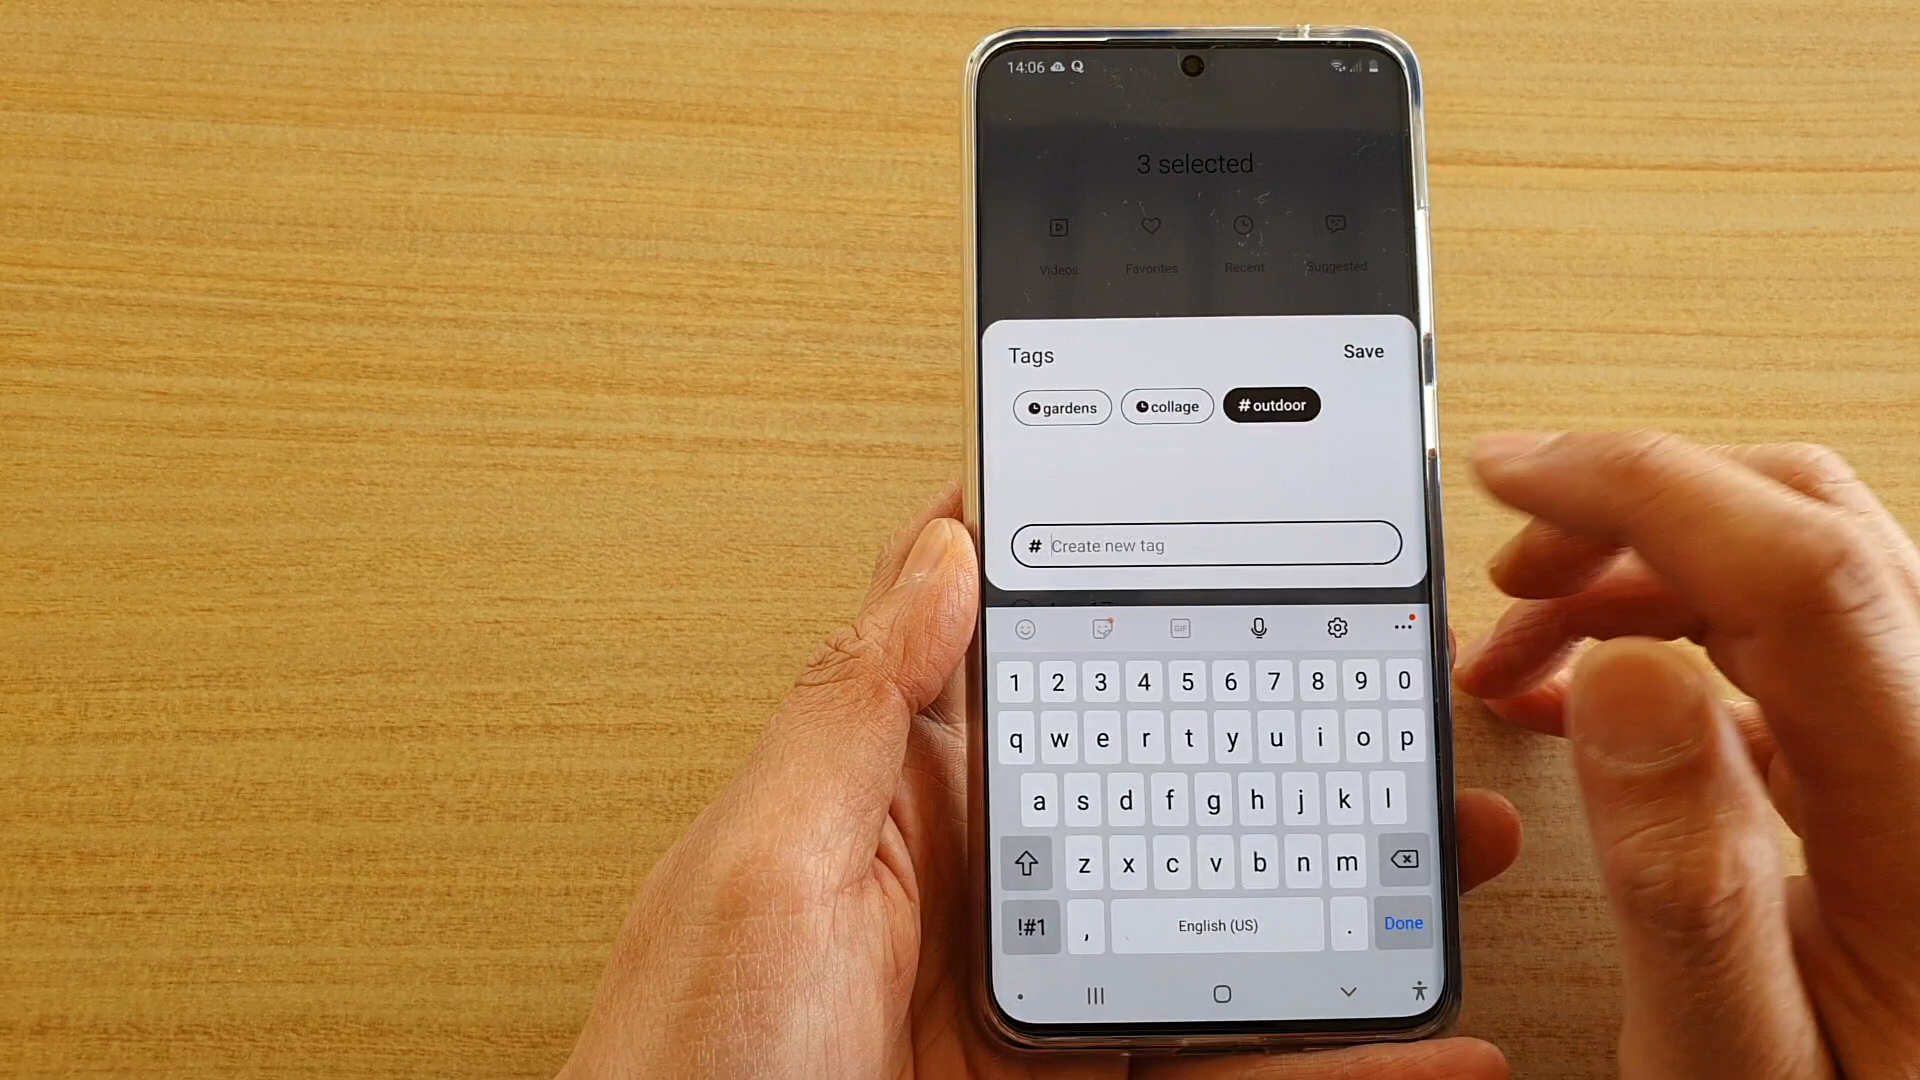 14:06
3 selected
Videos Favorites Recent Suggested
Tags Save
gardens collage #outdoor
# Create new tag
GIF
1 2 3 4 5 6 7 8 9 0
q w e r t y u i o p
a s d f g h j k l
z x c v b n m
!#1 , English (US) . Done